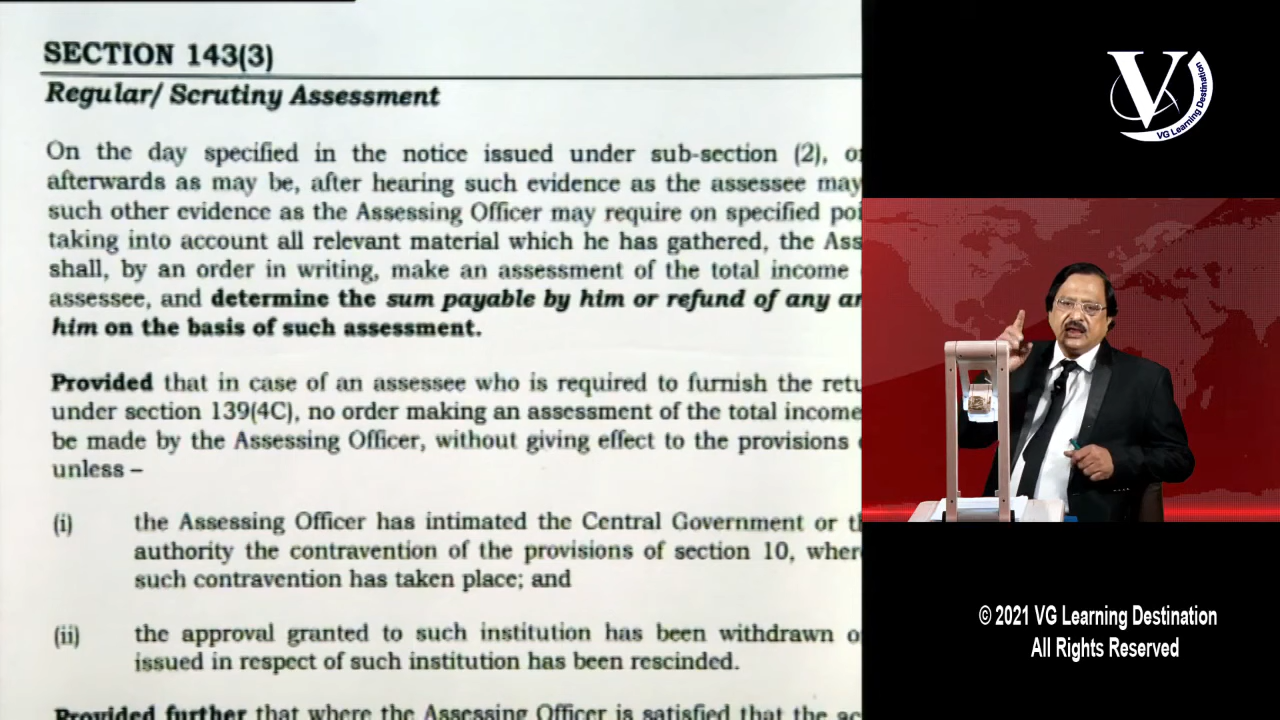 SECTION 143(3)
Regular/ Scrutiny Assessment
On the day specified in the notice issued under sub-section (2), o
afterwards as may be, after hearing such evidence as the assessee may
such other evidence as the Assessing Officer may require on specified poi
taking into account all relevant material which he has gathered, the Ass
shall, by an order in writing, make an assessment of the total income
assessee, and determine the sum payable by him or refund of any a
him on the basis of such assessment.
Provided that in case of an assessee who is required to furnish the retu
under section 139(4C), no order making an assessment of the total income
be made by the Assessing Officer, without giving effect to the provisions
unless –
(i) the Assessing Officer has intimated the Central Government or t
authority the contravention of the provisions of section 10, wher
such contravention has taken place; and
(ii) the approval granted to such institution has been withdrawn o
issued in respect of such institution has been rescinded.
Provided further that where the Assessing Officer is satisfied that the ac
V
VG Learning Destination
© 2021 VG Learning Destination
All Rights Reserved